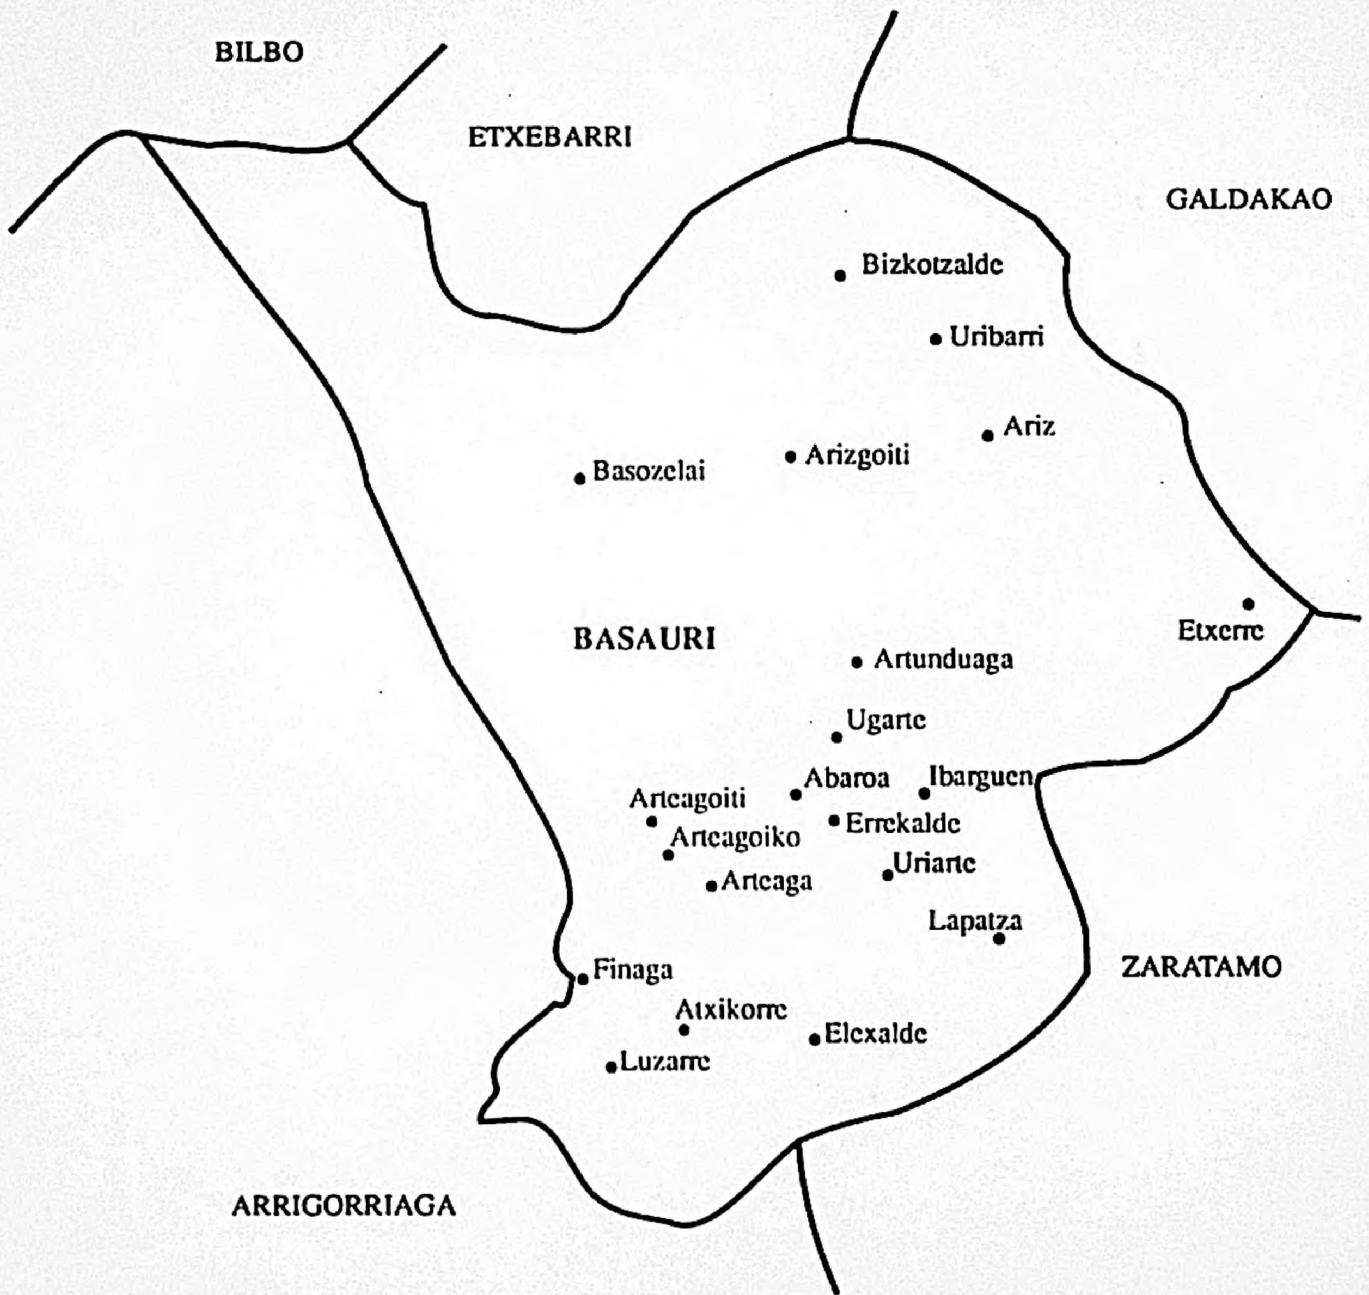 BILBO
ETXEBARRI
GALDAKAO
Bizkotzalde
Uribarri
Ariz
Arizgoiti
Basozelai
Etxerre
BASAURI
Artunduaga
Ugarte
Abaroa
Ibarguen
Arteagoiti
Errekalde
Arteagoiko
Uriarte
Arteaga
Lapatza
ZARATAMO
Finaga
Atxikorre
Elexalde
Luzarre
ARRIGORRIAGA